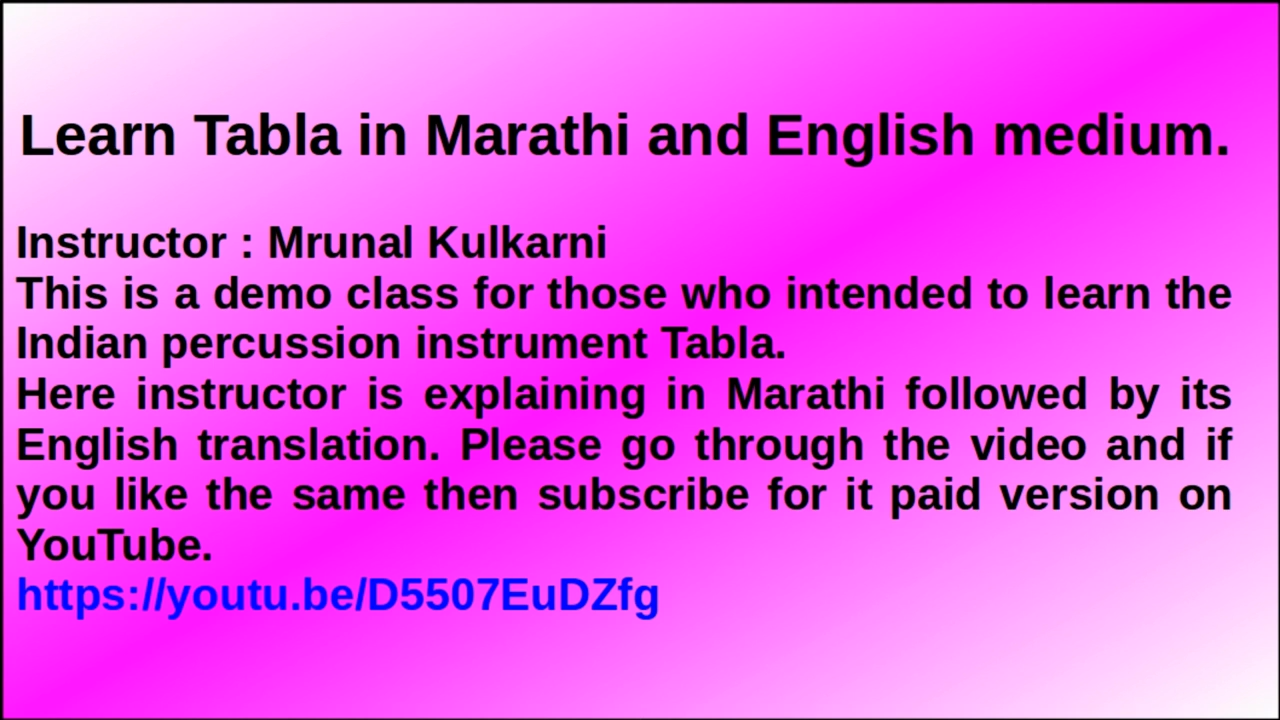 Learn Tabla in Marathi and English medium.
Instructor : Mrunal Kulkarni
This is a demo class for those who intended to learn the
Indian percussion instrument Tabla.
Here instructor is explaining in Marathi followed by its
English translation. Please go through the video and if
you like the same then subscribe for it paid version on
YouTube.
https://youtu.be/D5507EuDZfg